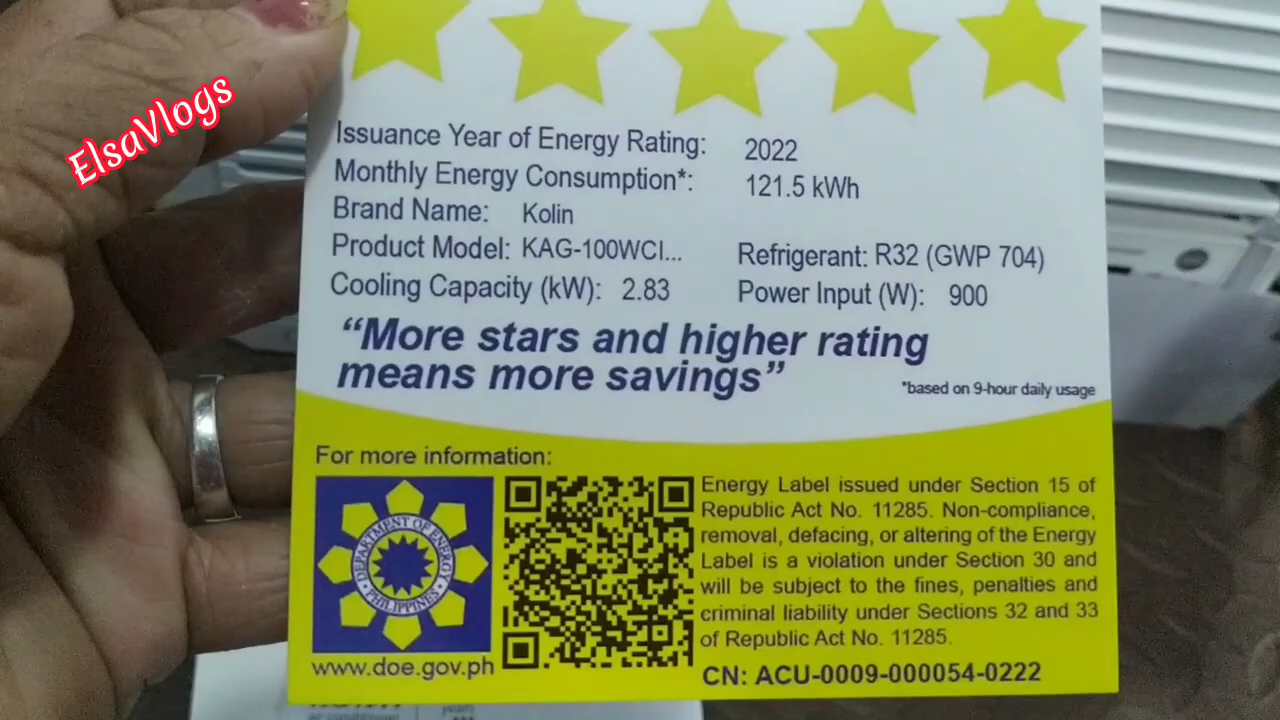 ElsaVlogs
Issuance Year of Energy Rating: 2022
Monthly Energy Consumption*: 121.5 kWh
Brand Name: Kolin
Product Model: KAG-100WCI... Refrigerant: R32 (GWP 704)
Cooling Capacity (kW): 2.83 Power Input (W): 900
“More stars and higher rating
means more savings”
*based on 9-hour daily usage
For more information:
DEPARTMENT OF ENERGY
PHILIPPINES
www.doe.gov.ph
Energy Label issued under Section 15 of
Republic Act No. 11285. Non-compliance,
removal, defacing, or altering of the Energy
Label is a violation under Section 30 and
will be subject to the fines, penalties and
criminal liability under Sections 32 and 33
of Republic Act No. 11285.
CN: ACU-0009-000054-0222